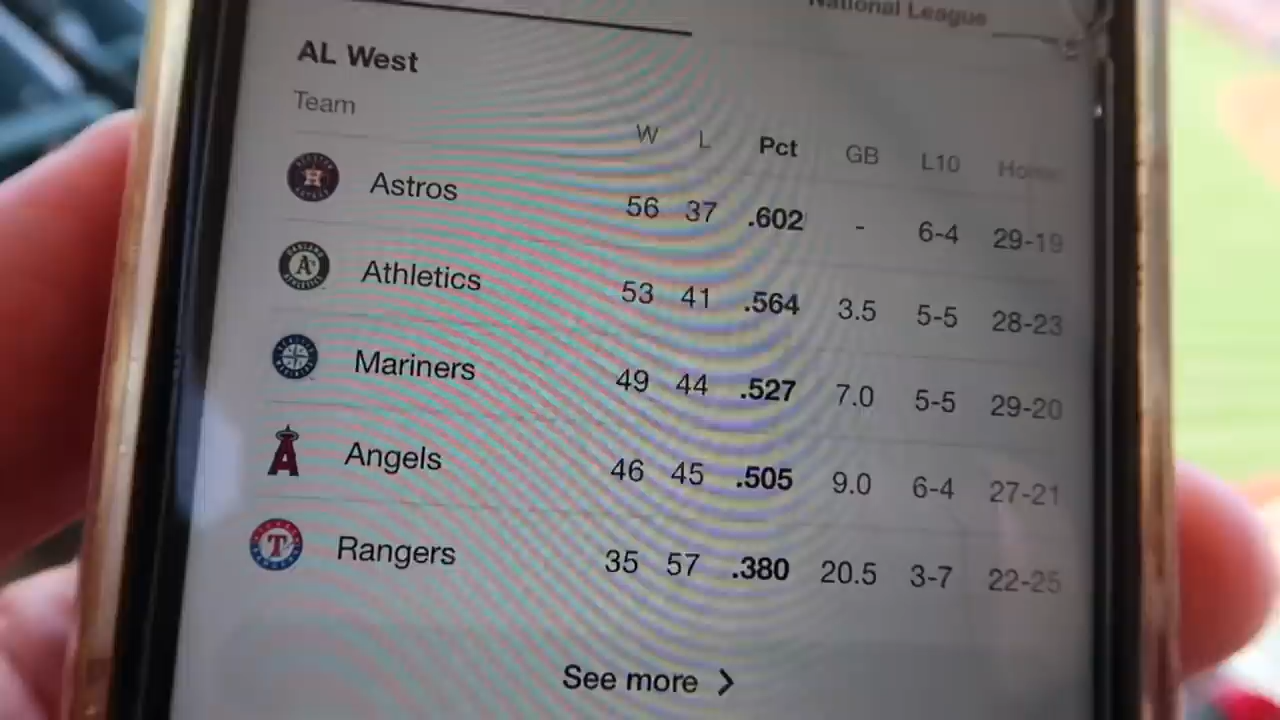 National League
AL West
Team W L Pct GB L10 Home
Astros 56 37 .602 - 6-4 29-19
Athletics 53 41 .564 3.5 5-5 28-23
Mariners 49 44 .527 7.0 5-5 29-20
Angels 46 45 .505 9.0 6-4 27-21
Rangers 35 57 .380 20.5 3-7 22-25
See more